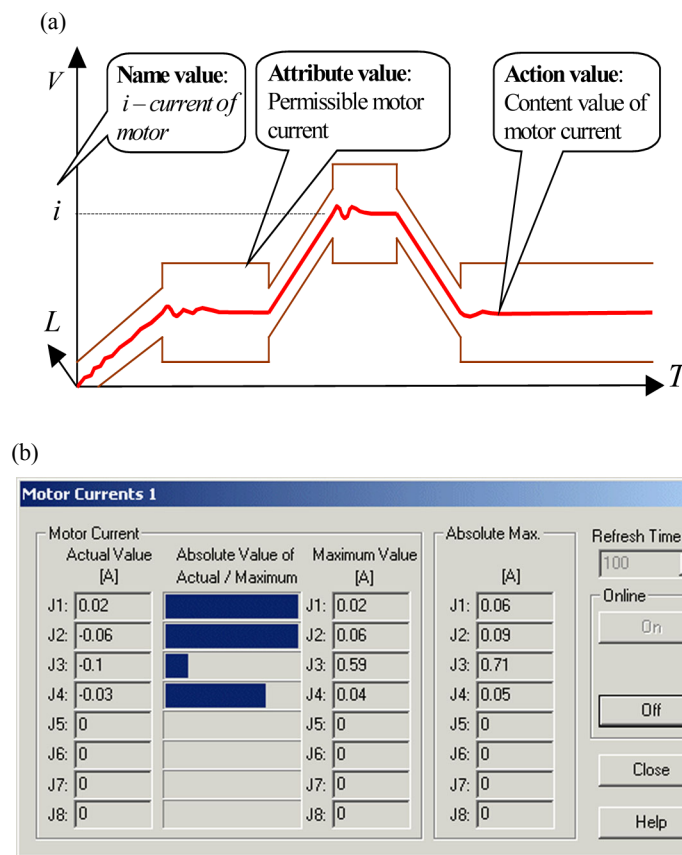 (a)
V
Name value:
i – current of
motor
Attribute value:
Permissible motor
current
Action value:
Content value of
motor current
i
L
T
(b)
Motor Currents 1
Motor Current
Absolute Max.
Refresh Time
Actual Value
[A]
Absolute Value of
Actual / Maximum
Maximum Value
[A]
[A]
100
Online
On
Off
Close
Help
J1: 0.02 J1: 0.02 J1: 0.06
J2: -0.06 J2: 0.06 J2: 0.09
J3: -0.1 J3: 0.59 J3: 0.71
J4: -0.03 J4: 0.04 J4: 0.05
J5: 0 J5: 0 J5: 0
J6: 0 J6: 0 J6: 0
J7: 0 J7: 0 J7: 0
J8: 0 J8: 0 J8: 0